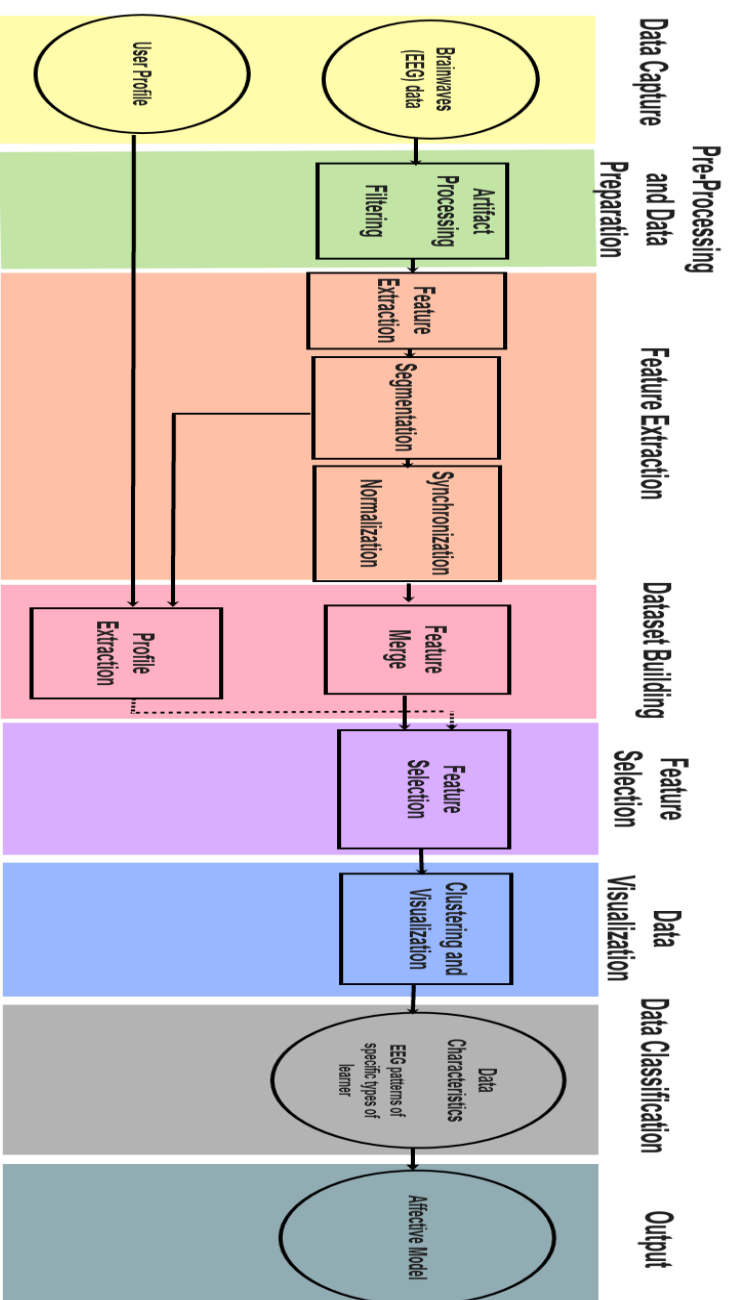 Data Capture
Pre-Processing
and Data
Preparation
Feature Extraction
Dataset Building
Feature
Selection
Data
Visualization
Data Classification
Output
Brainwaves
(EEG) data
Artifact
Processing
Filtering
Feature
Extraction
Segmentation
Synchronization
Normalization
Feature
Merge
Feature
Selection
Clustering and
Visualization
Data
Characteristics
EEG patterns of
specific types of
learner
Affective Model
User Profile
Profile
Extraction